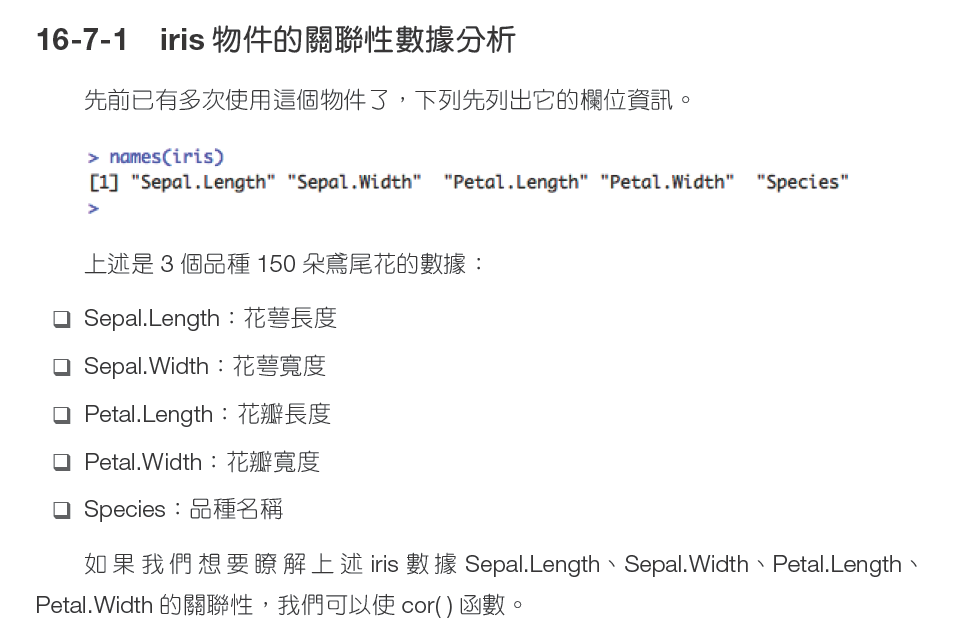 16-7-1 iris 物件的關聯性數據分析
先前已有多次使用這個物件了，下列先列出它的欄位資訊。
> names(iris)
[1] "Sepal.Length" "Sepal.Width"  "Petal.Length" "Petal.Width"  "Species"
>
上述是 3 個品種 150 朵鳶尾花的數據：
❏ Sepal.Length：花萼長度
❏ Sepal.Width：花萼寬度
❏ Petal.Length：花瓣長度
❏ Petal.Width：花瓣寬度
❏ Species：品種名稱
如果我們想要瞭解上述 iris 數據 Sepal.Length、Sepal.Width、Petal.Length、
Petal.Width 的關聯性，我們可以使 cor( ) 函數。